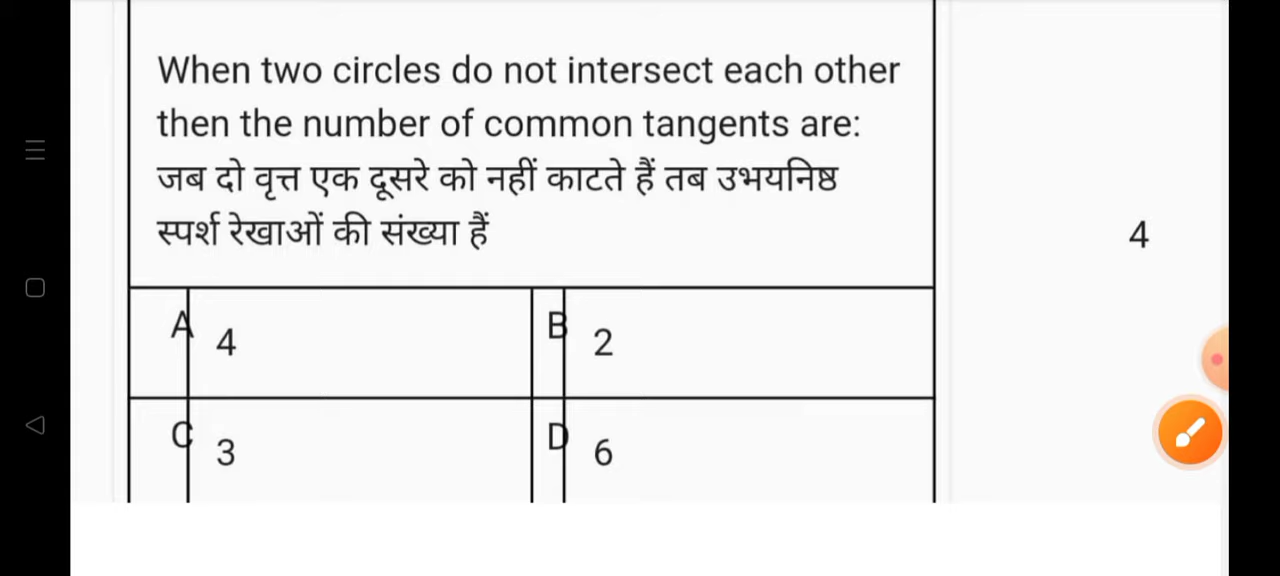 When two circles do not intersect each other
then the number of common tangents are:
जब दो वृत्त एक दूसरे को नहीं काटते हैं तब उभयनिष्ठ
स्पर्श रेखाओं की संख्या हैं
4
A 4 B 2
C 3 D 6